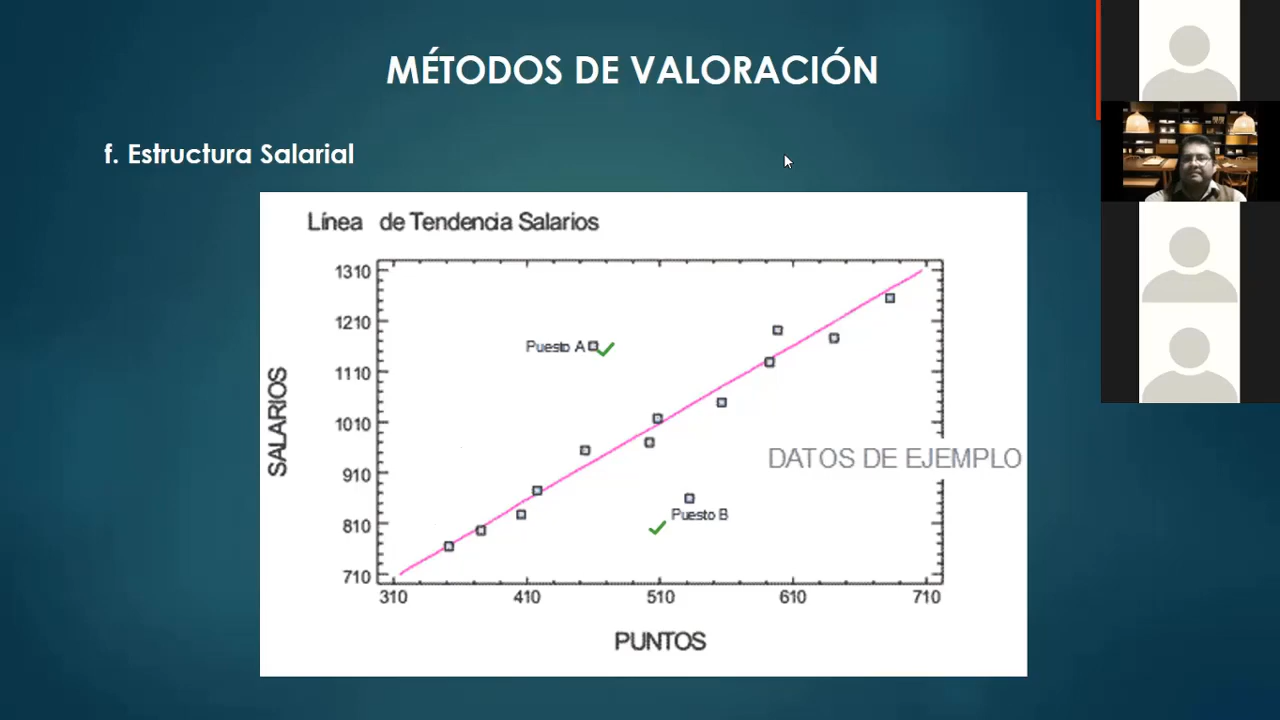 MÉTODOS DE VALORACIÓN
f. Estructura Salarial
Línea de Tendencia Salarios
1310
1210
Puesto A
1110
SALARIOS
1010
DATOS DE EJEMPLO
910
Puesto B
810
710
310 410 510 610 710
PUNTOS